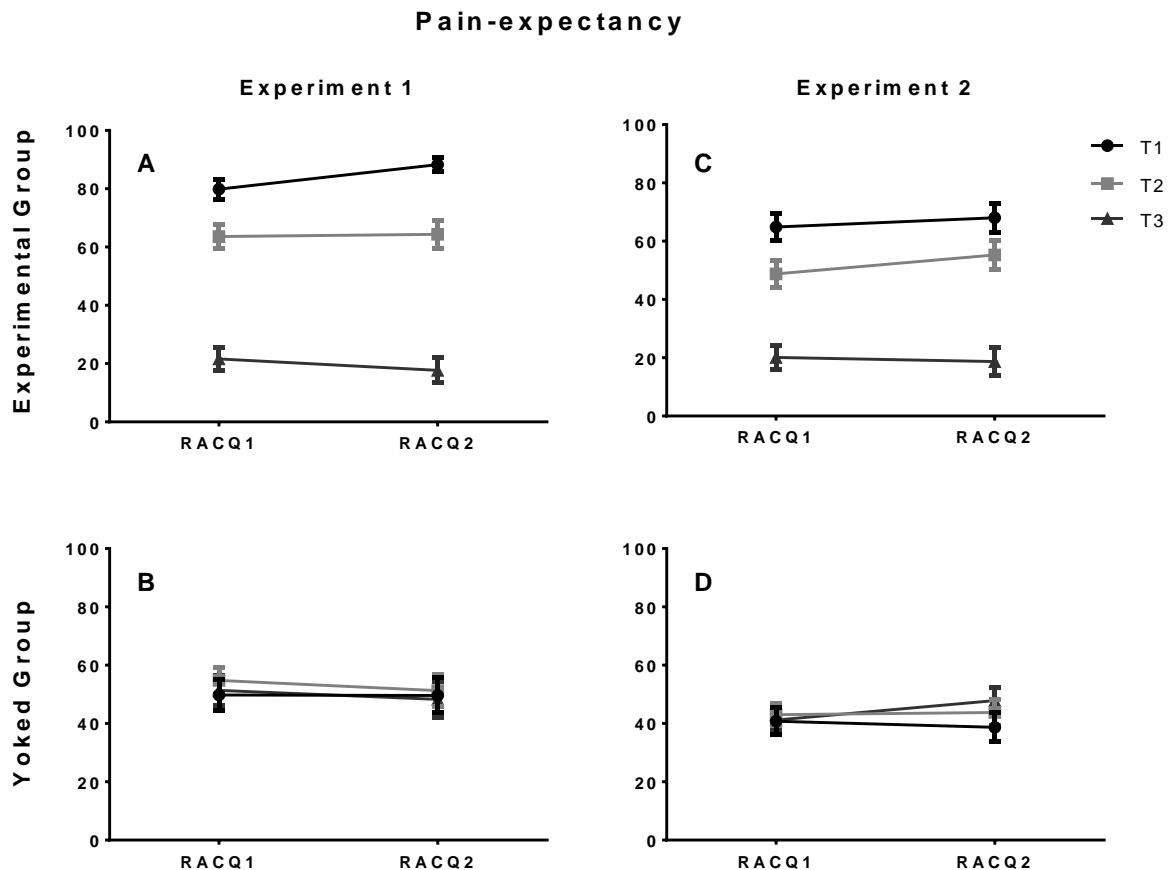 Pain-expectancy
Experiment 1
Experiment 2
Experimental Group
A
100
80
60
40
20
0
RACQ1 RACQ2
C
100
80
60
40
20
0
RACQ1 RACQ2
T1
T2
T3
Yoked Group
B
100
80
60
40
20
0
RACQ1 RACQ2
D
100
80
60
40
20
0
RACQ1 RACQ2